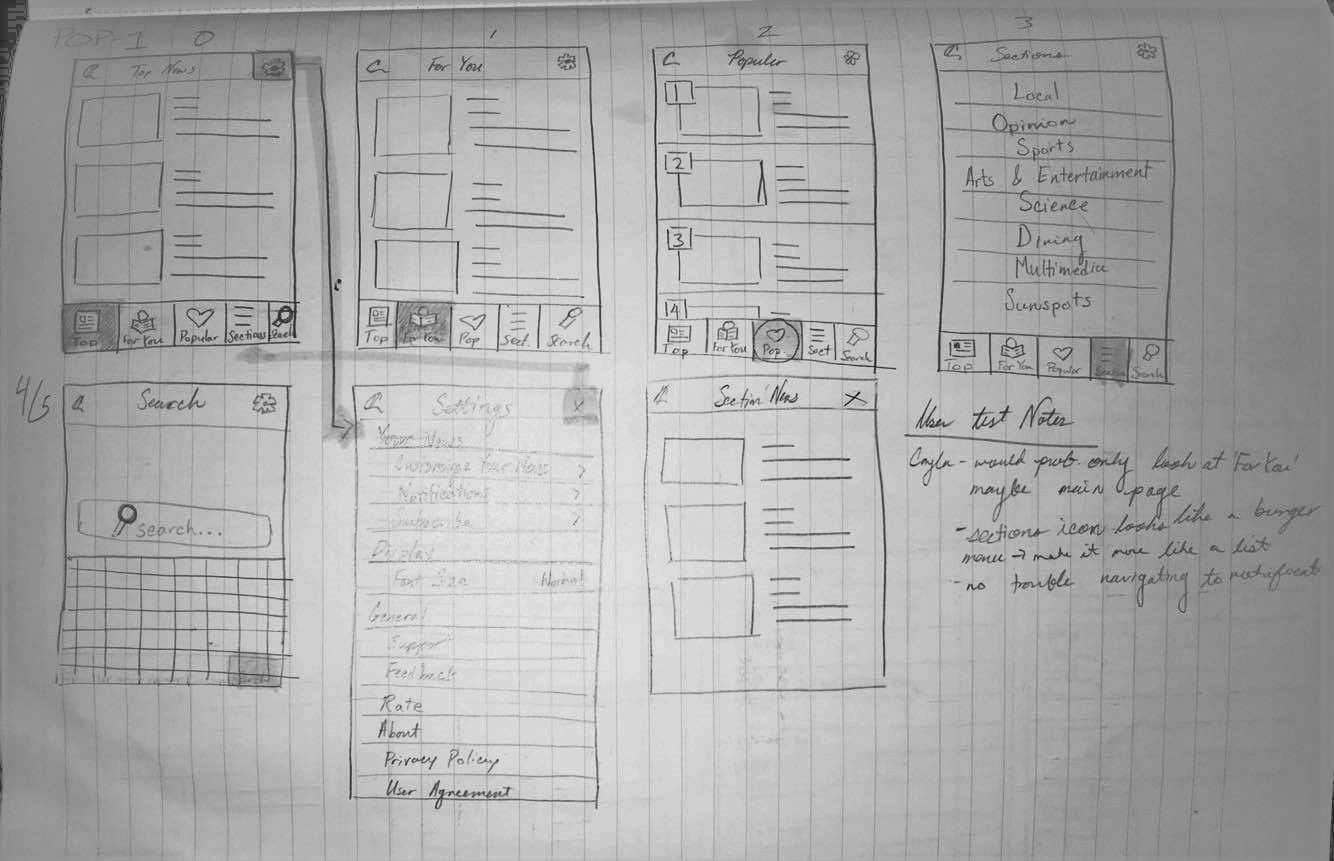 POP-1 0
Top News
Top
For You
Popular
Sections
Search
1
For You
Top
For You
Pop
Sect.
Search
2
Popular
1
2
3
4
Top
For You
Pop.
Sect
Search
3
Sections
Local
Opinion
Sports
Arts & Entertainment
Science
Dining
Multimedia
Sunspots
Top
For You
Popular
Search
4/5
Search
search...
Settings
X
Your News
Customize Your News >
Notifications >
Subscribe >
Display
Font Size Normal
General
Support
Feedback
Rate
About
Privacy Policy
User Agreement
Section News X
User test Notes
- would prob. only look at 'For You'
maybe main page
- sections icon looks like a burger
menu → make it more like a list
- no trouble navigating to